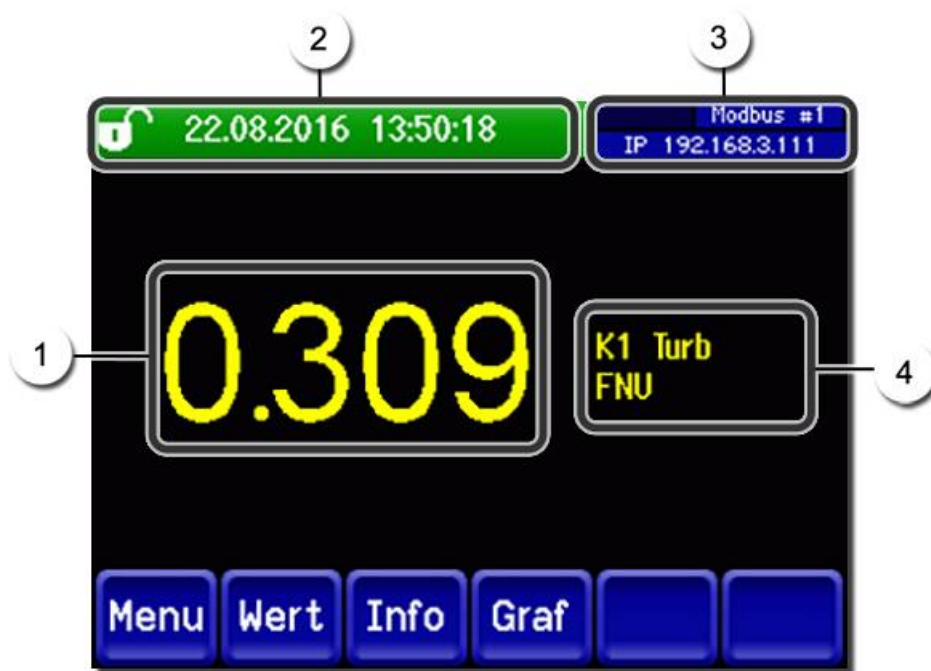 2
3
22.08.2016 13:50:18
Modbus #1
IP 192.168.3.111
1
0.309
K1 Turb
FNU
4
Menu Wert Info Graf